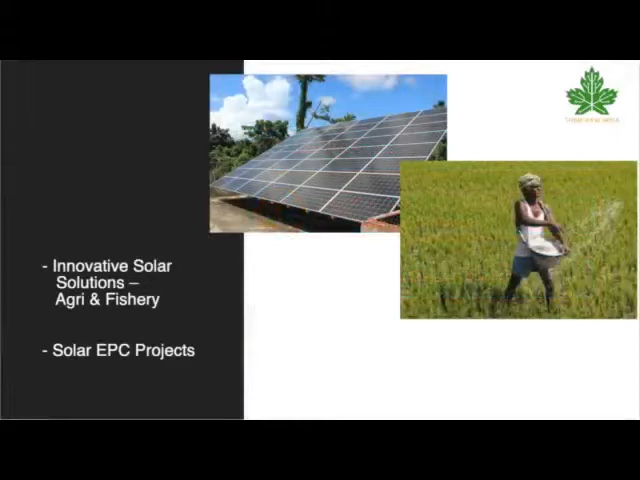 - Innovative Solar
Solutions –
Agri & Fishery
- Solar EPC Projects